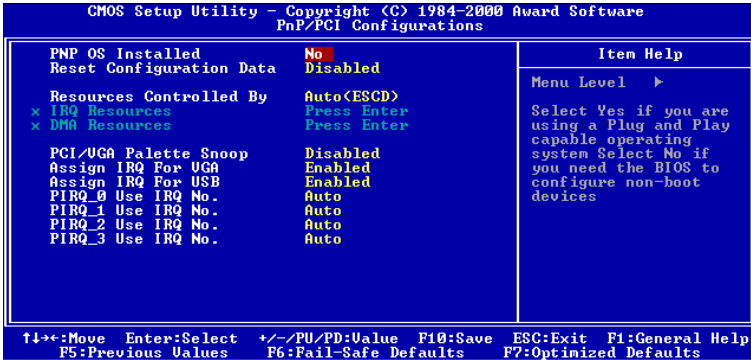 CMOS Setup Utility - Copyright (C) 1984-2000 Award Software
PnP/PCI Configurations
PNP OS Installed No
Reset Configuration Data Disabled
Resources Controlled By Auto(ESCD)
x IRQ Resources Press Enter
x DMA Resources Press Enter
PCI/VGA Palette Snoop Disabled
Assign IRQ For VGA Enabled
Assign IRQ For USB Enabled
PIRQ_0 Use IRQ No. Auto
PIRQ_1 Use IRQ No. Auto
PIRQ_2 Use IRQ No. Auto
PIRQ_3 Use IRQ No. Auto
Item Help
Menu Level ▶
Select Yes if you are
using a Plug and Play
capable operating
system Select No if
you need the BIOS to
configure non-boot
devices
↑↓→←:Move Enter:Select +/-/PU/PD:Value F10:Save ESC:Exit F1:General Help
F5:Previous Values F6:Fail-Safe Defaults F7:Optimized Defaults